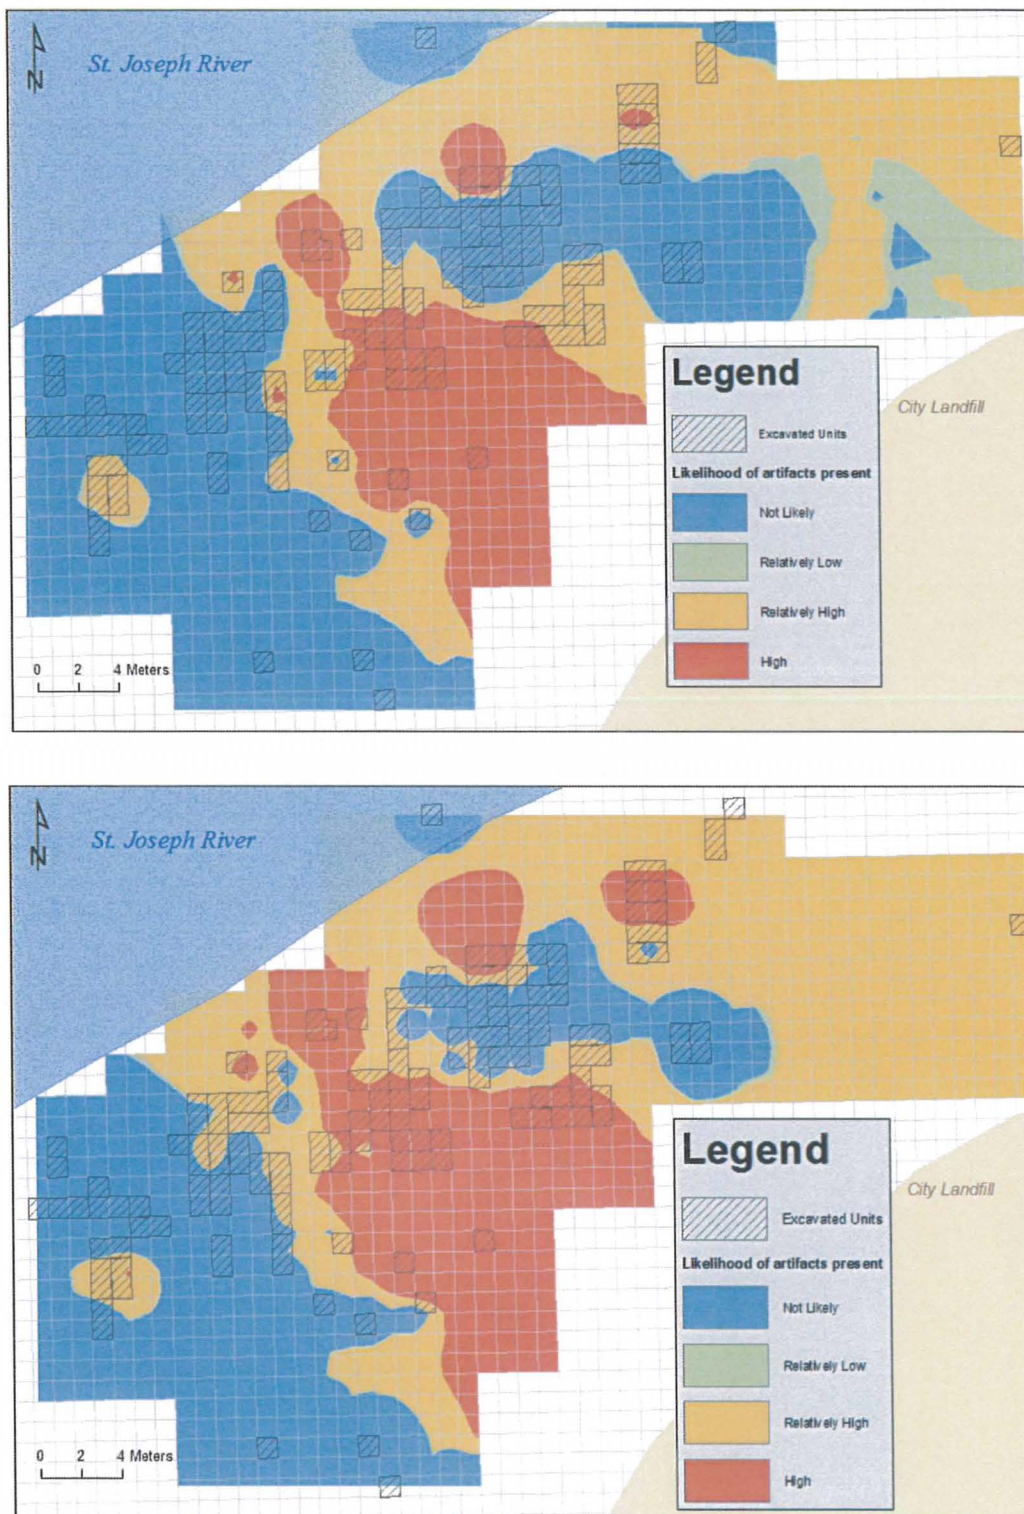 St. Joseph River
N
Legend
City Landfill
Excavated Units
Likelihood of artifacts present
Not Likely
Relatively Low
Relatively High
High
0 2 4 Meters
St. Joseph River
N
Legend
City Landfill
Excavated Units
Likelihood of artifacts present
Not Likely
Relatively Low
Relatively High
High
0 2 4 Meters